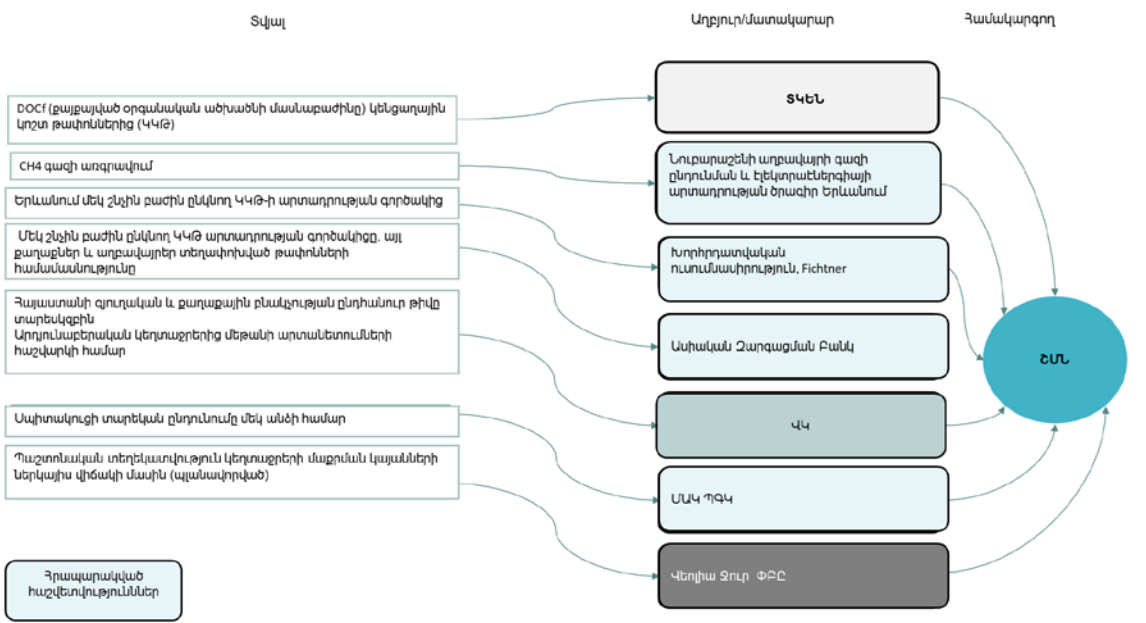 Տվյալ
Աղբյուր/մատակարար
Համակարգող
DOCf (քայքայված օրգանական ածխածնի մասնաբաժինը) կենցաղային
կոշտ թափոններից (ԿԿԹ)
ՏԿԵՆ
CH4 գազի առգրավում
Նուբարաշենի աղբավայրի գազի
ընդունման և էլեկտրաէներգիայի
արտադրության ծրագիր Երևանում
Երևանում մեկ շնչին բաժին ընկնող ԿԿԹ-ի արտադրության գործակից
Մեկ շնչին բաժին ընկնող ԿԿԹ արտադրության գործակիցը, այլ
քաղաքներ և աղբավայրեր տեղափոխված թափոնների
համամասնությունը
Խորհրդատվական
ուսումնասիրություն, Fichtner
Հայաստանի գյուղական և քաղաքային բնակչության ընդհանուր թիվը
տարեսկզբին
Արդյունաբերական կեղտաջրերից մեթանի արտանետումների
հաշվարկի համար
Ասիական Զարգացման Բանկ
ՇՄՆ
Սպիտակուցի տարեկան ընդունումը մեկ անձի համար
ՎԿ
Պաշտոնական տեղեկատվություն կեղտաջրերի մաքրման կայանների
ներկայիս վիճակի մասին (պլանավորված)
ՄԱԿ ՊԳԿ
Վեոլիա Ջուր ՓԲԸ
Հրապարակված
հաշվետվություննններ